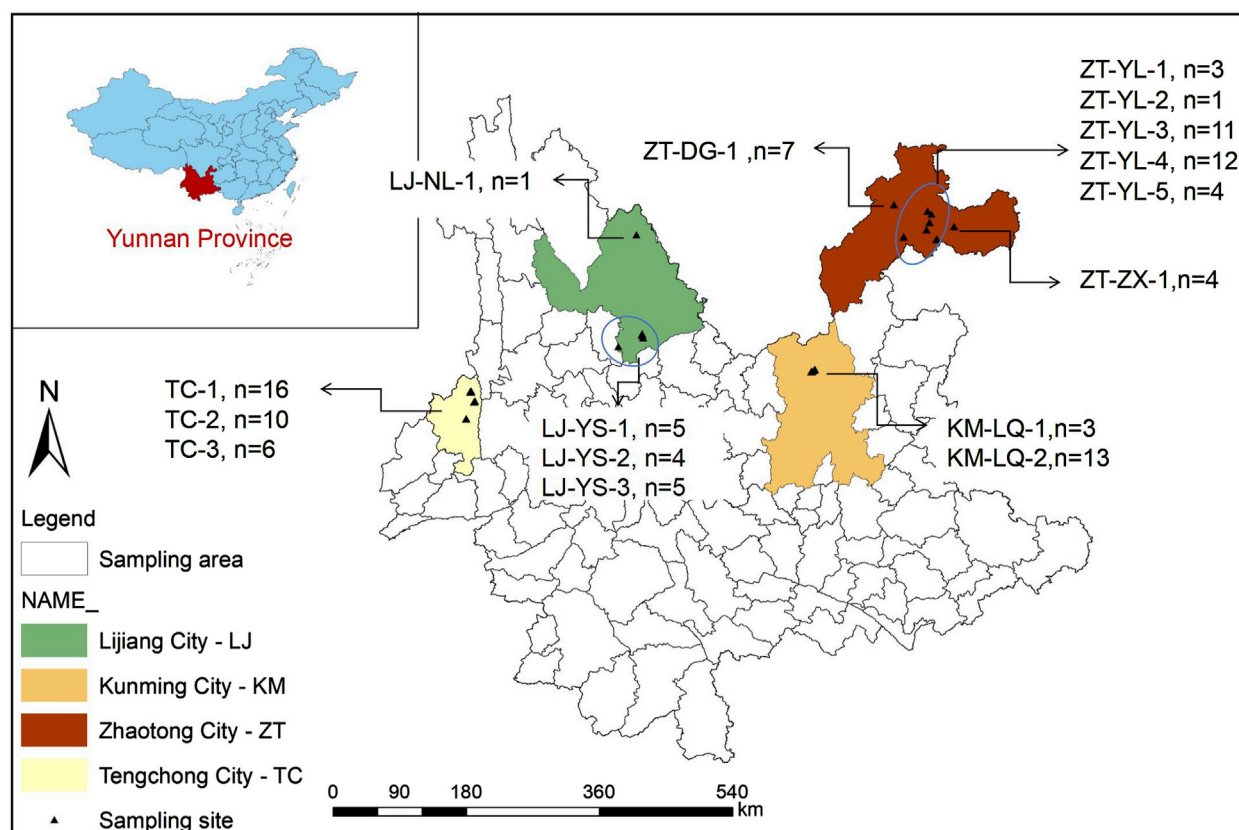 Yunnan Province
ZT-YL-1, n=3
ZT-YL-2, n=1
ZT-YL-3, n=11
ZT-YL-4, n=12
ZT-YL-5, n=4
ZT-DG-1 ,n=7
LJ-NL-1, n=1
ZT-ZX-1,n=4
TC-1, n=16
TC-2, n=10
TC-3, n=6
LJ-YS-1, n=5
LJ-YS-2, n=4
LJ-YS-3, n=5
KM-LQ-1,n=3
KM-LQ-2,n=13
N
Legend
Sampling area
NAME_
Lijiang City - LJ
Kunming City - KM
Zhaotong City - ZT
Tengchong City - TC
Sampling site
0 90 180 360 540
km